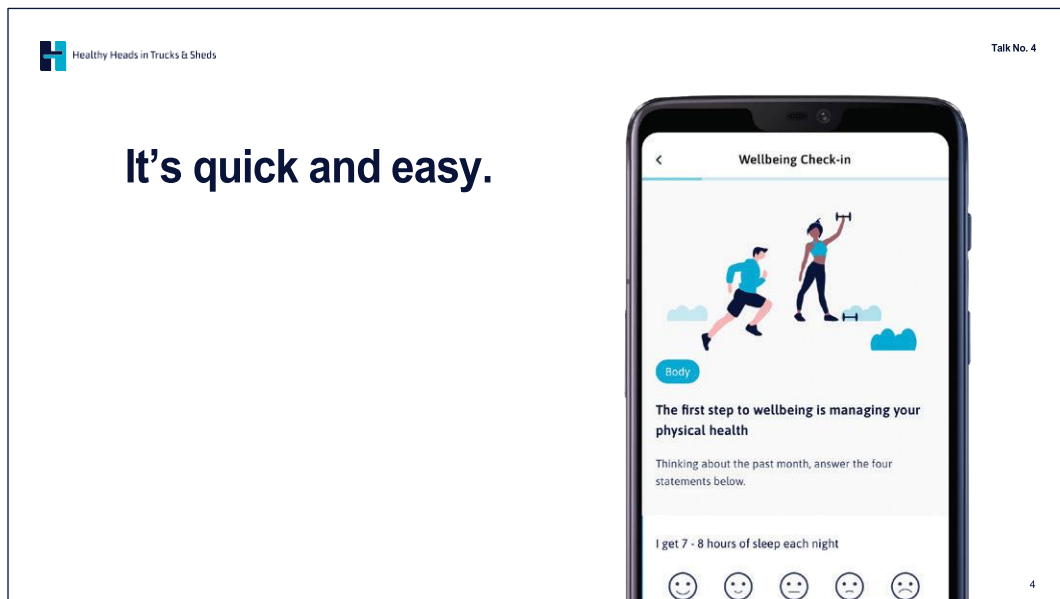 Healthy Heads in Trucks & Sheds
Talk No. 4
It’s quick and easy.
Wellbeing Check-in
Body
The first step to wellbeing is managing your
physical health
Thinking about the past month, answer the four
statements below.
I get 7 - 8 hours of sleep each night
4